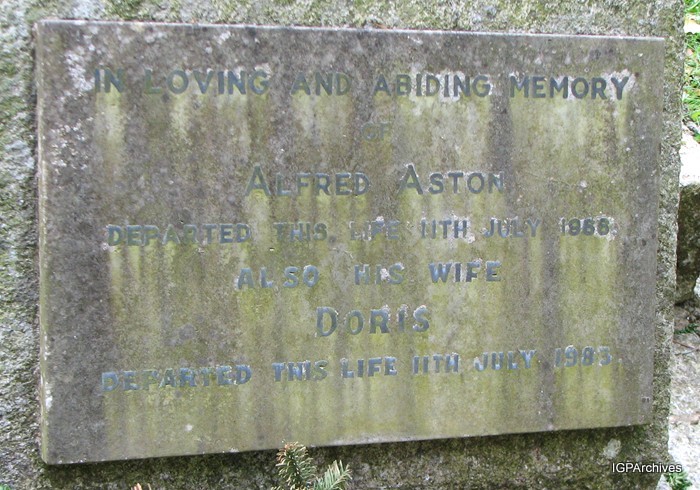 IN LOVING AND ABIDING MEMORY
OF
ALFRED ASTON
DEPARTED THIS LIFE 11TH JULY
ALSO HIS WIFE
DORIS
DEPARTED THIS LIFE 11TH JULY 1983.
IGPArchives